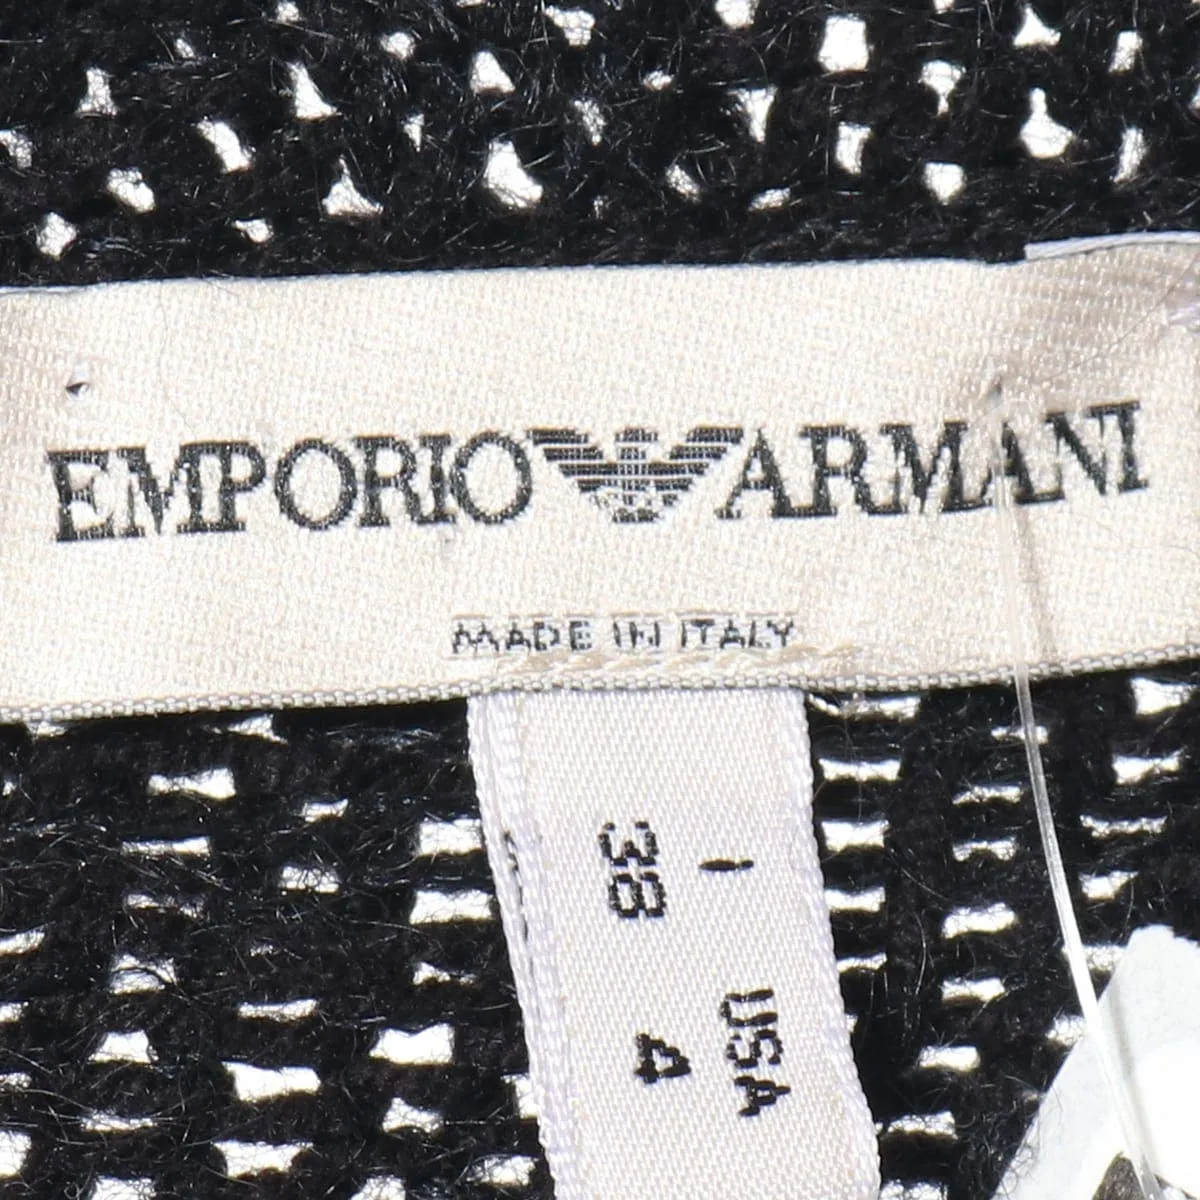 EMPORIO ARMANI
MADE IN ITALY
I USA
38 4